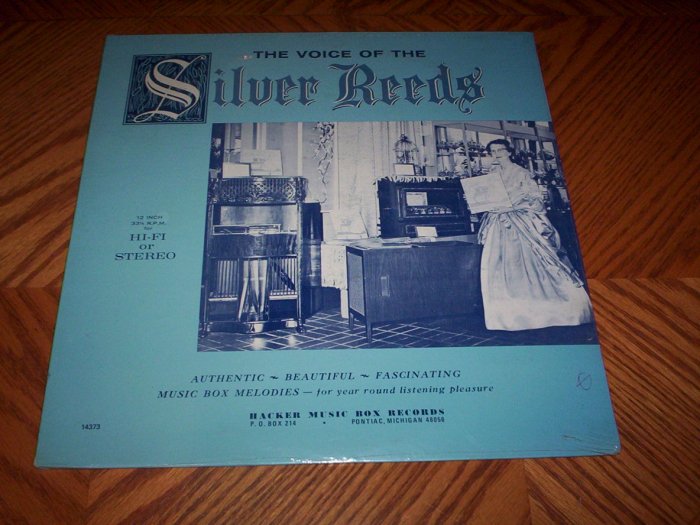 THE VOICE OF THE
Silver Reeds
12 INCH
33⅓ R.P.M.
for
HI-FI
or
STEREO
AUTHENTIC ~ BEAUTIFUL ~ FASCINATING
MUSIC BOX MELODIES — for year round listening pleasure
HACKER MUSIC BOX RECORDS
P. O. BOX 214 • PONTIAC, MICHIGAN 48056
14373